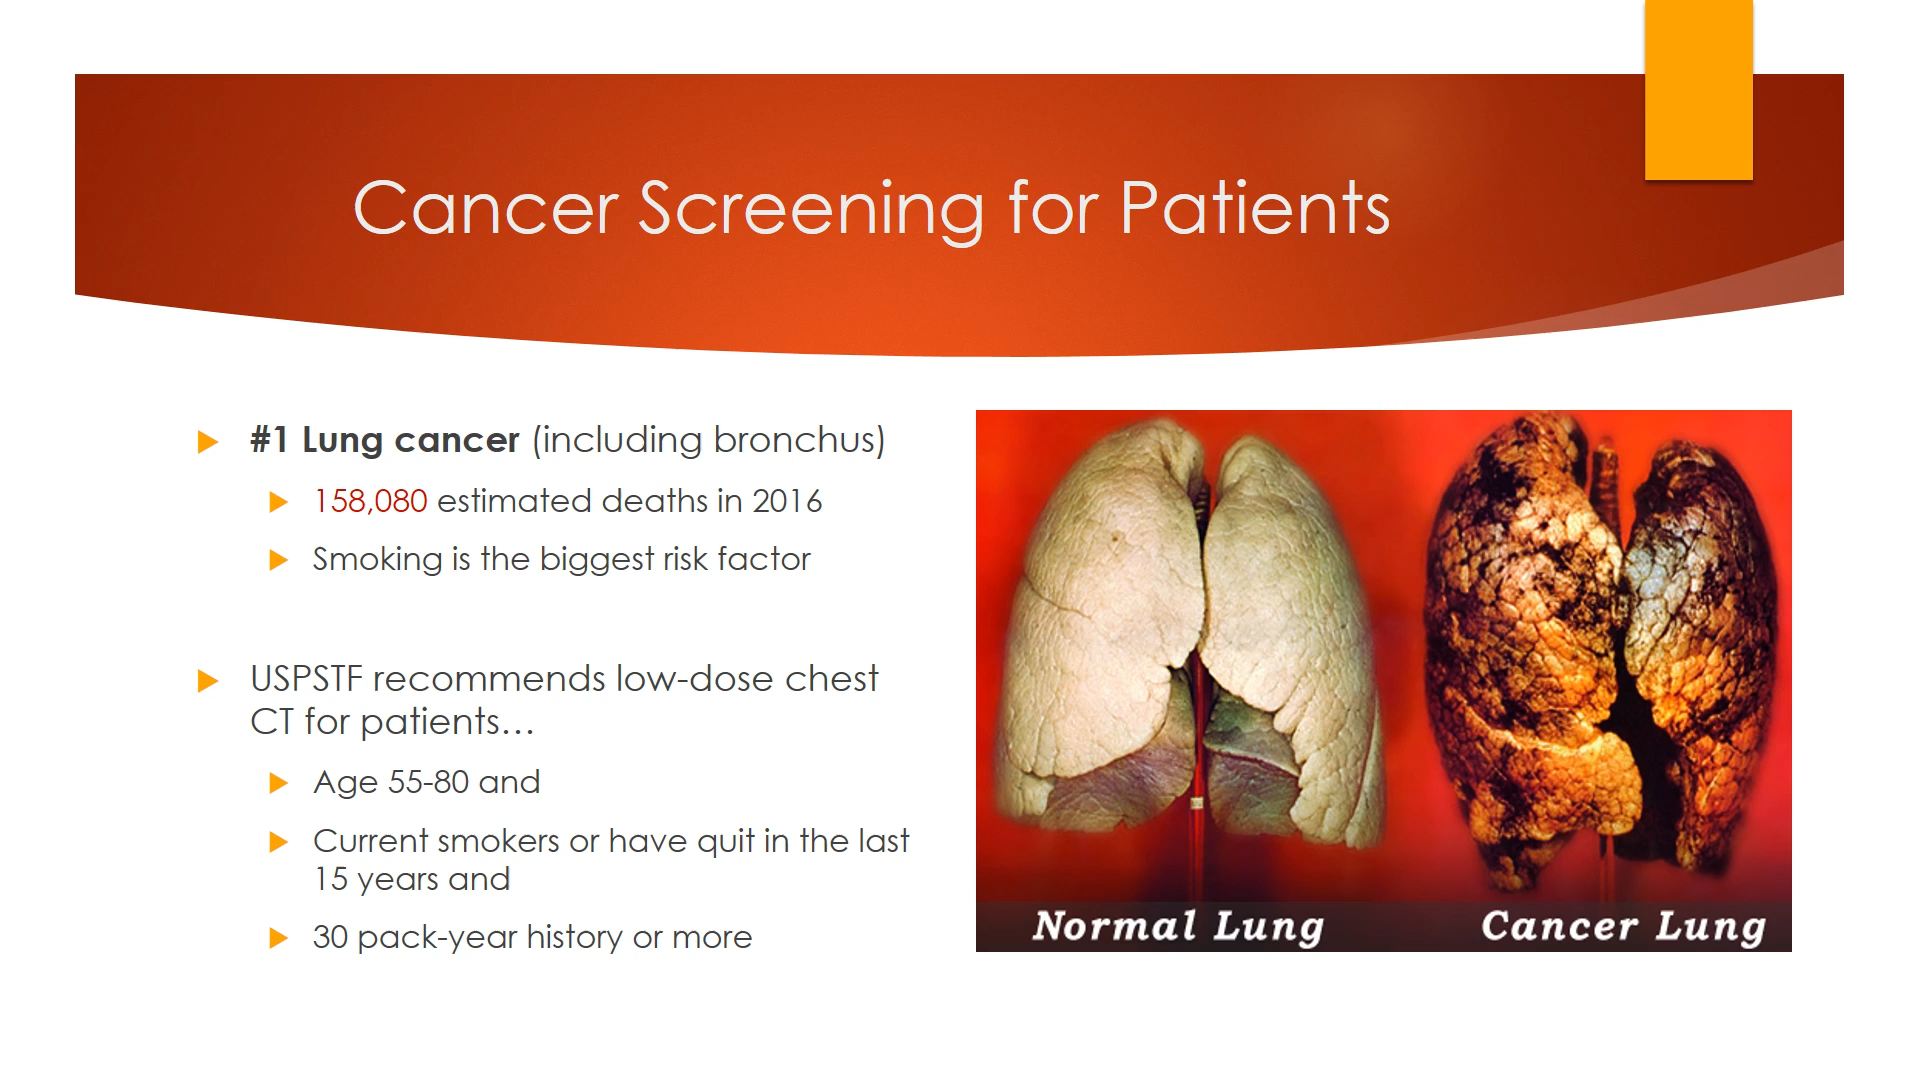 Cancer Screening for Patients
#1 Lung cancer (including bronchus)
158,080 estimated deaths in 2016
Smoking is the biggest risk factor
USPSTF recommends low-dose chest
CT for patients…
Age 55-80 and
Current smokers or have quit in the last
15 years and
30 pack-year history or more
Normal Lung
Cancer Lung